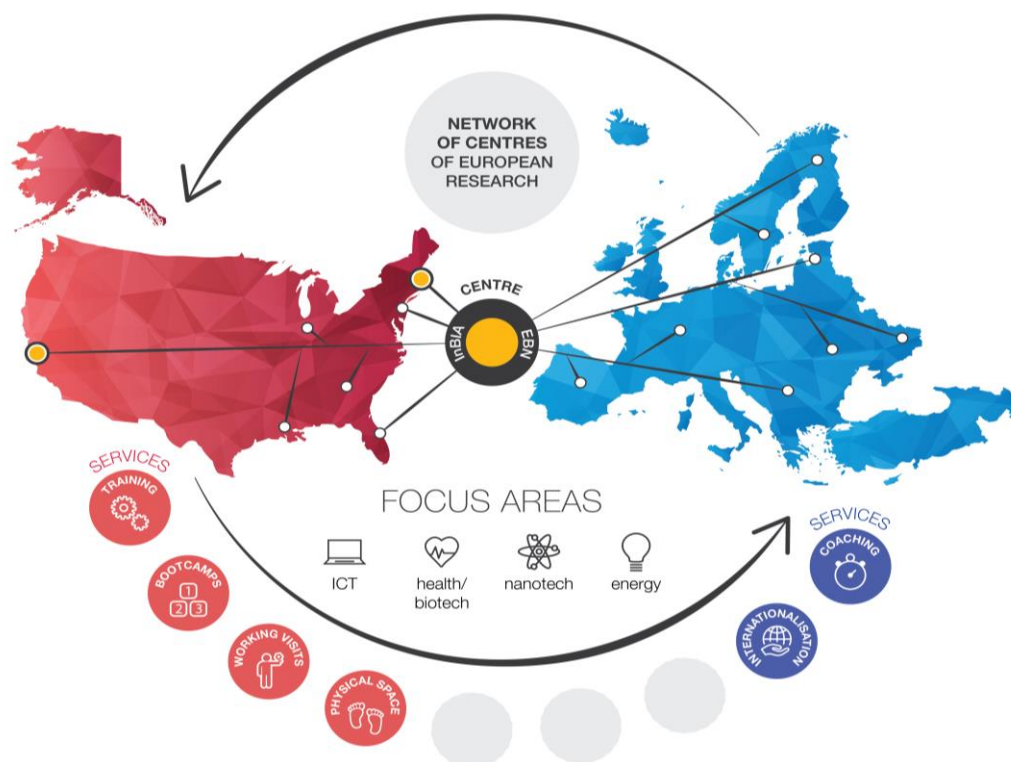 NETWORK
OF CENTRES
OF EUROPEAN
RESEARCH
CENTRE
InBIA
EBN
SERVICES
TRAINING
BOOTCAMPS
1
2 3
WORKING VISITS
PHYSICAL SPACE
FOCUS AREAS
ICT
health/
biotech
nanotech
energy
SERVICES
COACHING
INTERNATIONALISATION